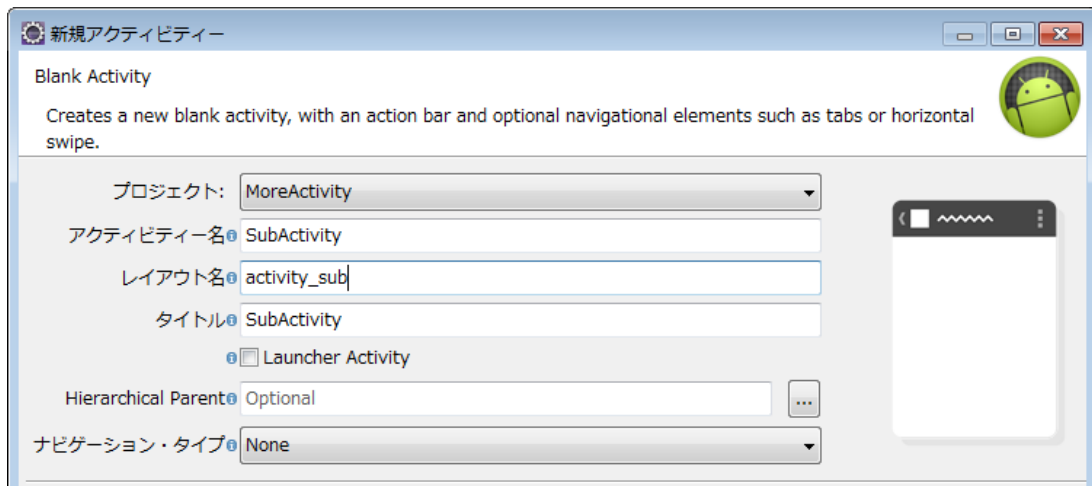 新規アクティビティー
Blank Activity
Creates a new blank activity, with an action bar and optional navigational elements such as tabs or horizontal
swipe.
プロジェクト: MoreActivity
アクティビティー名 SubActivity
レイアウト名 activity_sub
タイトル SubActivity
Launcher Activity
Hierarchical Parent Optional ...
ナビゲーション・タイプ None